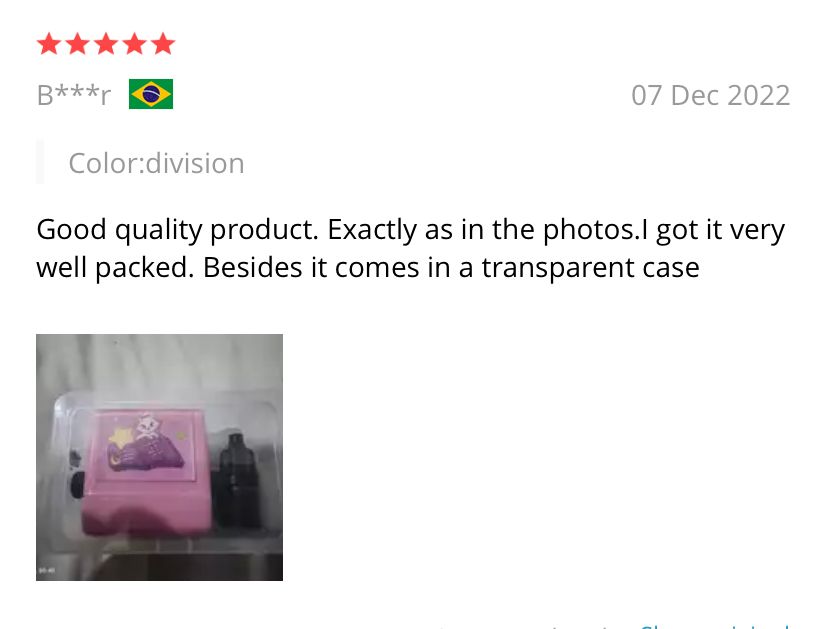 B***r
07 Dec 2022
Color:division
Good quality product. Exactly as in the photos.I got it very
well packed. Besides it comes in a transparent case